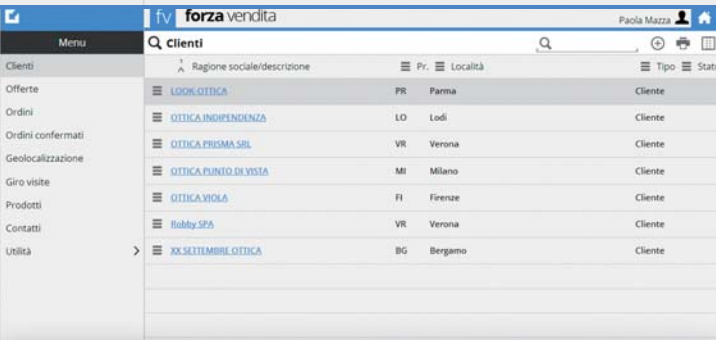 fv forza vendita
Paola Mazza
Menu
Clienti
Ragione sociale/descrizione Pr. Località Tipo Stat
Clienti
Offerte
Ordini
Ordini confermati
Geolocalizzazione
Giro visite
Prodotti
Contatti
Utilità
LOOK OTTICA PR Parma Cliente
OTTICA INDIPENDENZA LO Lodi Cliente
OTTICA PRISMA SRL VR Verona Cliente
OTTICA PUNTO DI VISTA MI Milano Cliente
OTTICA VIOLA FI Firenze Cliente
Robby SPA VR Verona Cliente
XX SETTEMBRE OTTICA BG Bergamo Cliente